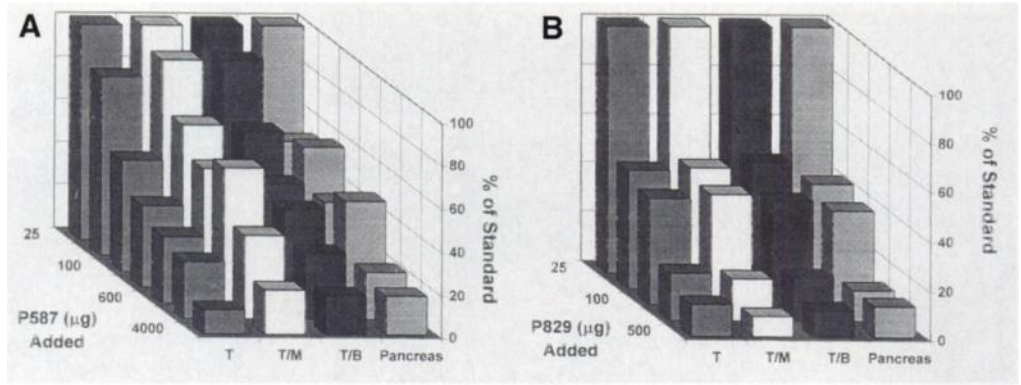 A
100
80
60
40
20
0
% of Standard
25
100
600
4000
P587 (µg)
Added
T T/M T/B Pancreas
B
100
80
60
40
20
0
% of Standard
25
100
500
P829 (µg)
Added
T T/M T/B Pancreas